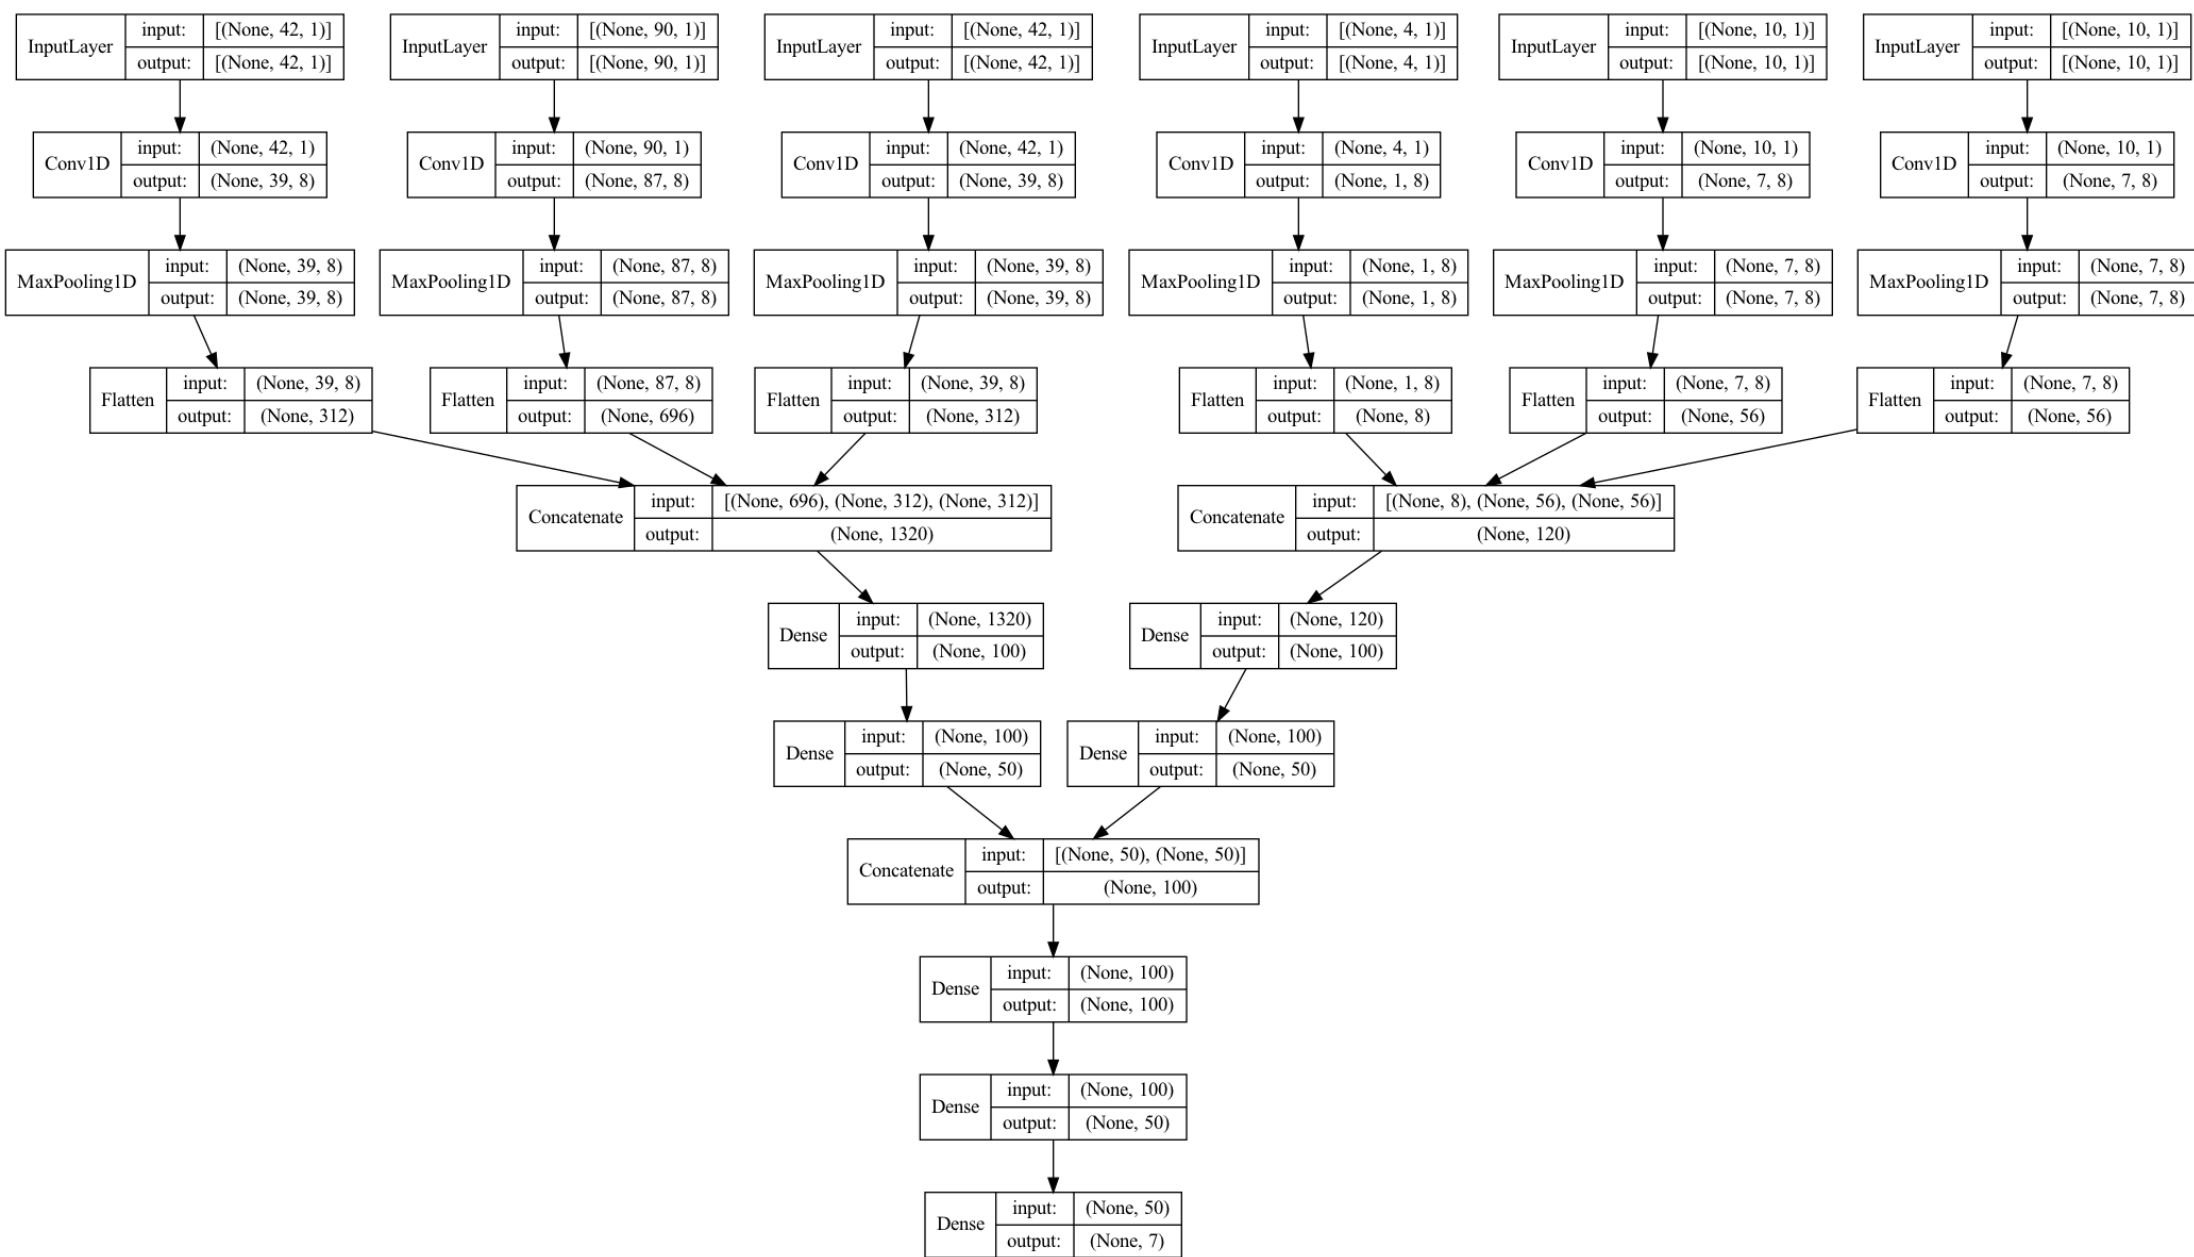 InputLayer input: [(None, 42, 1)]
output: [(None, 42, 1)]
InputLayer input: [(None, 90, 1)]
output: [(None, 90, 1)]
InputLayer input: [(None, 42, 1)]
output: [(None, 42, 1)]
InputLayer input: [(None, 4, 1)]
output: [(None, 4, 1)]
InputLayer input: [(None, 10, 1)]
output: [(None, 10, 1)]
InputLayer input: [(None, 10, 1)]
output: [(None, 10, 1)]
Conv1D input: (None, 42, 1)
output: (None, 39, 8)
Conv1D input: (None, 90, 1)
output: (None, 87, 8)
Conv1D input: (None, 42, 1)
output: (None, 39, 8)
Conv1D input: (None, 4, 1)
output: (None, 1, 8)
Conv1D input: (None, 10, 1)
output: (None, 7, 8)
Conv1D input: (None, 10, 1)
output: (None, 7, 8)
MaxPooling1D input: (None, 39, 8)
output: (None, 39, 8)
MaxPooling1D input: (None, 87, 8)
output: (None, 87, 8)
MaxPooling1D input: (None, 39, 8)
output: (None, 39, 8)
MaxPooling1D input: (None, 1, 8)
output: (None, 1, 8)
MaxPooling1D input: (None, 7, 8)
output: (None, 7, 8)
MaxPooling1D input: (None, 7, 8)
output: (None, 7, 8)
Flatten input: (None, 39, 8)
output: (None, 312)
Flatten input: (None, 87, 8)
output: (None, 696)
Flatten input: (None, 39, 8)
output: (None, 312)
Flatten input: (None, 1, 8)
output: (None, 8)
Flatten input: (None, 7, 8)
output: (None, 56)
Flatten input: (None, 7, 8)
output: (None, 56)
Concatenate input: [(None, 696), (None, 312), (None, 312)]
output: (None, 1320)
Concatenate input: [(None, 8), (None, 56), (None, 56)]
output: (None, 120)
Dense input: (None, 1320)
output: (None, 100)
Dense input: (None, 120)
output: (None, 100)
Dense input: (None, 100)
output: (None, 50)
Dense input: (None, 100)
output: (None, 50)
Concatenate input: [(None, 50), (None, 50)]
output: (None, 100)
Dense input: (None, 100)
output: (None, 100)
Dense input: (None, 100)
output: (None, 50)
Dense input: (None, 50)
output: (None, 7)